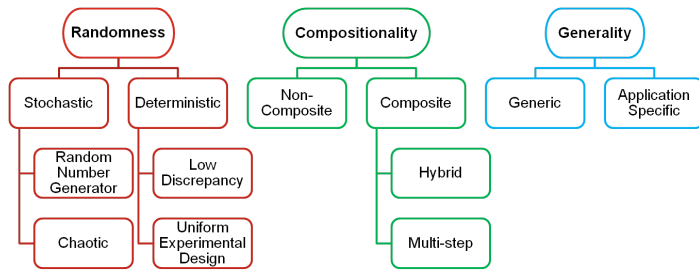 Randomness
Stochastic
Deterministic
Random
Number
Generator
Low
Discrepancy
Chaotic
Uniform
Experimental
Design
Compositionality
Non-
Composite
Composite
Hybrid
Multi-step
Generality
Generic
Application
Specific